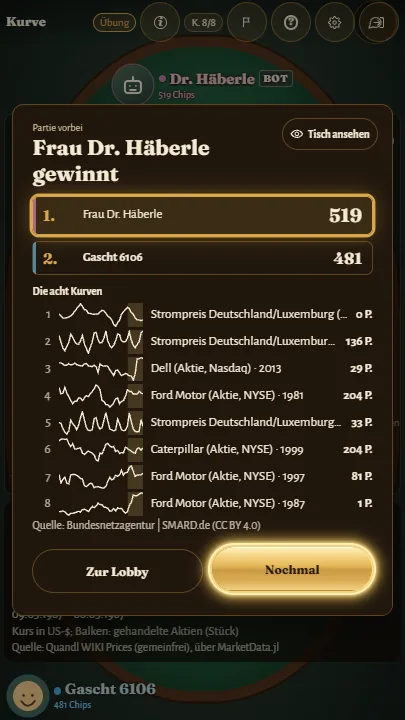 Kurve
Übung
K. 8/8
Dr. Häberle BOT
519 Chips
Partie vorbei
Tisch ansehen
Frau Dr. Häberle
gewinnt
1. Frau Dr. Häberle 519
2. Gascht 6106 481
Die acht Kurven
1 Strompreis Deutschland/Luxemburg (... 0 P.
2 Strompreis Deutschland/Luxembur... 136 P.
3 Dell (Aktie, Nasdaq) · 2013 29 P.
4 Ford Motor (Aktie, NYSE) · 1981 204 P.
5 Strompreis Deutschland/Luxemburg... 33 P.
6 Caterpillar (Aktie, NYSE) · 1999 204 P.
7 Ford Motor (Aktie, NYSE) · 1997 81 P.
8 Ford Motor (Aktie, NYSE) · 1987 1 P.
Quelle: Bundesnetzagentur | SMARD.de (CC BY 4.0)
Zur Lobby
Nochmal
Kurs in US-$; Balken: gehandelte Aktien (Stück)
Quelle: Quandl WIKI Prices (gemeinfrei), über MarketData.jl
Gascht 6106
481 Chips